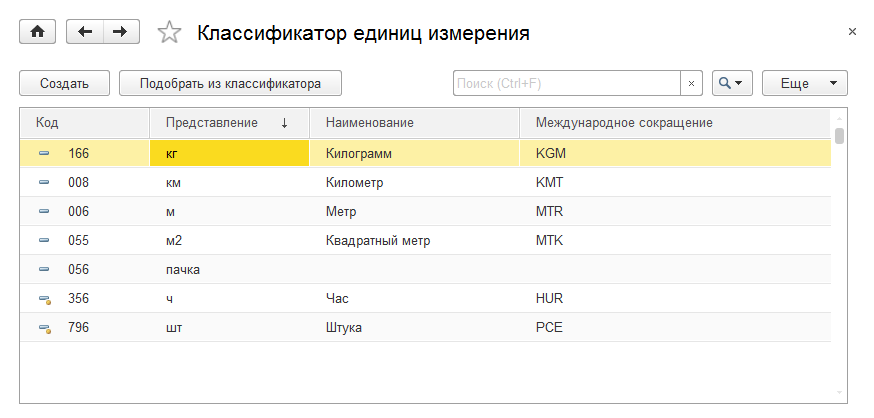 Классификатор единиц измерения
Создать Подобрать из классификатора Поиск (Ctrl+F) × Еще
Код Представление ↓ Наименование Международное сокращение
166 кг Килограмм KGM
008 км Километр KMT
006 м Метр MTR
055 м2 Квадратный метр MTK
056 пачка
356 ч Час HUR
796 шт Штука PCE